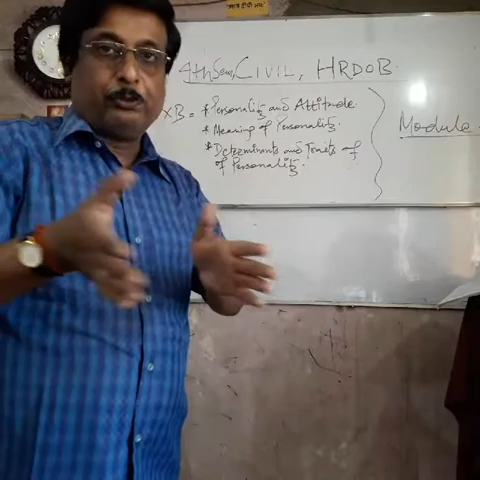 4th Sem, CIVIL, HRDOB
XB = * Personality and Attitude
* Meaning of Personality.
* Determinants and Traits of
of Personality.
Module